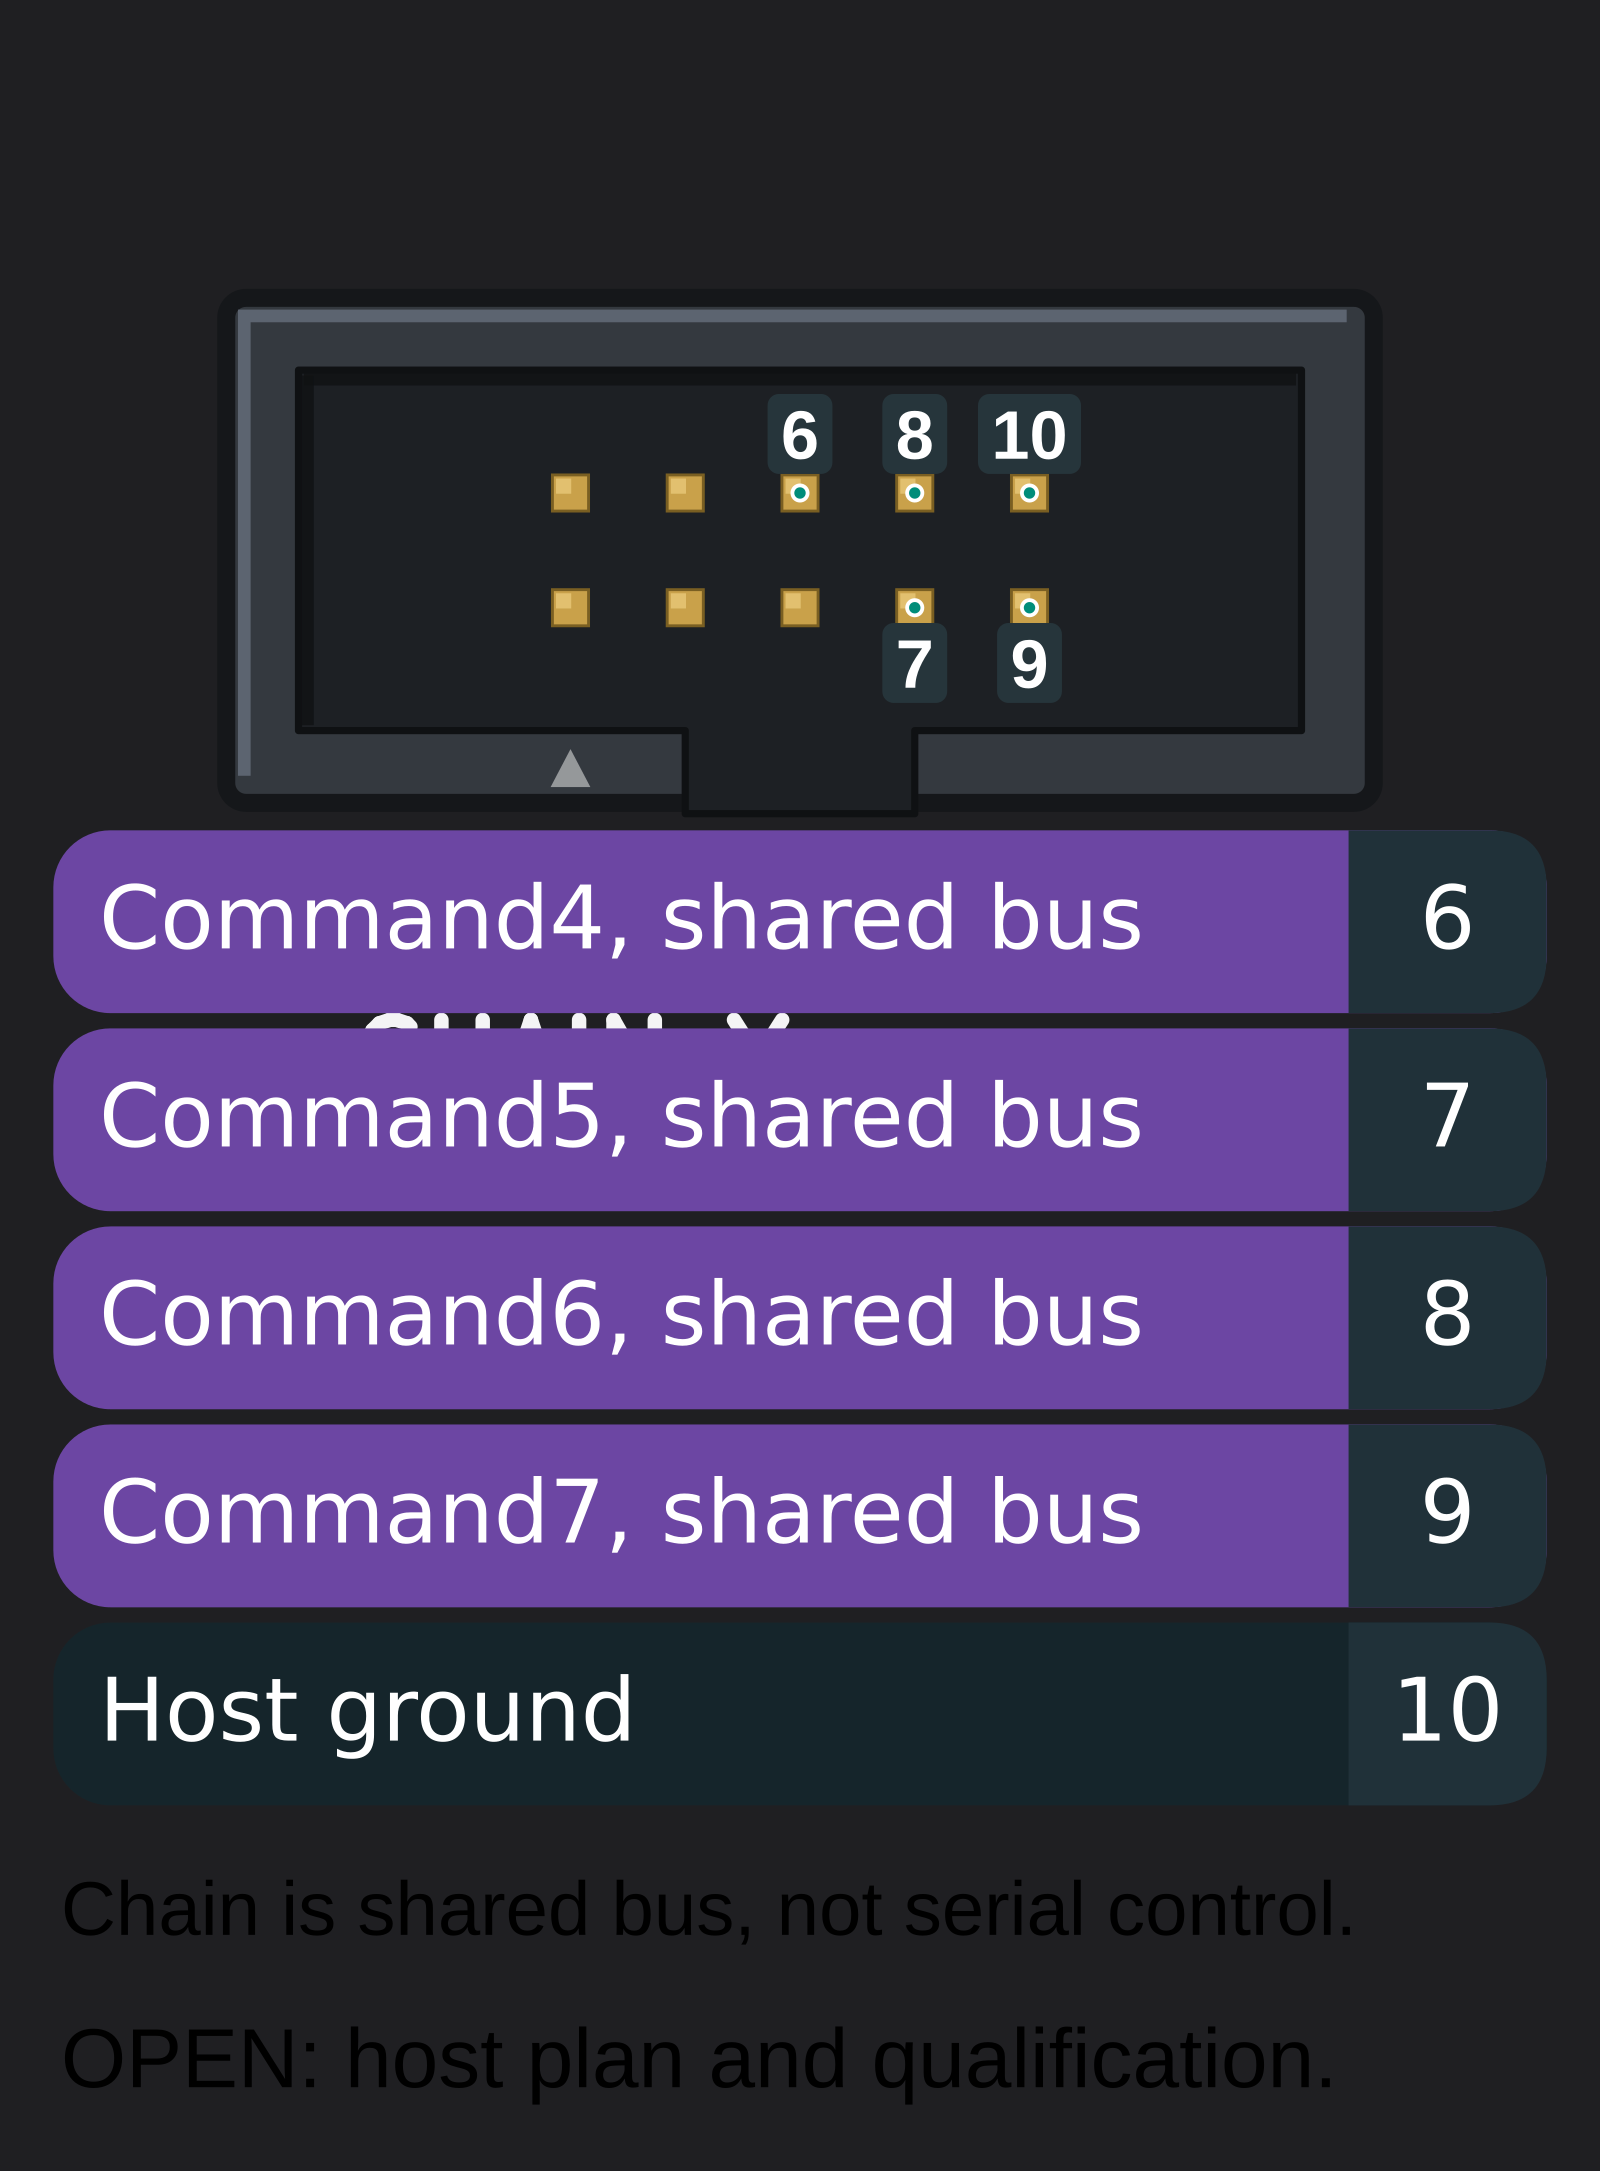 6 8 10
7 9
Command4, shared bus 6
Command5, shared bus 7
Command6, shared bus 8
Command7, shared bus 9
Host ground 10
Chain is shared bus, not serial control.
OPEN: host plan and qualification.